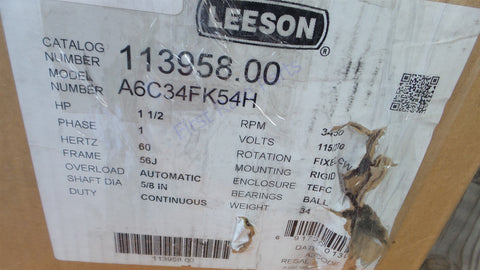 LEESON
CATALOG NUMBER 113958.00
MODEL NUMBER A6C34FK54H
HP 1 1/2
PHASE 1
HERTZ 60
FRAME 56J
OVERLOAD AUTOMATIC
SHAFT DIA 5/8 IN
DUTY CONTINUOUS
RPM
VOLTS
ROTATION
MOUNTING RIGID
ENCLOSURE TEFC
BEARINGS BALL
WEIGHT 34
113958.00